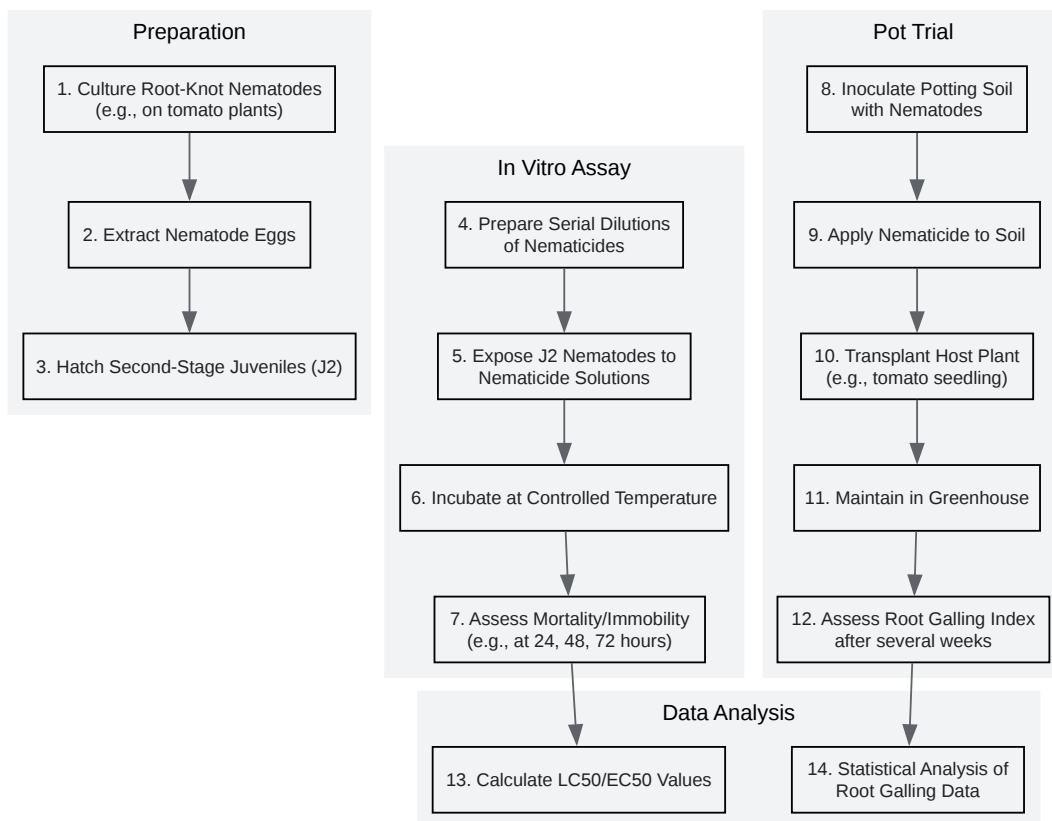 Preparation
1. Culture Root-Knot Nematodes
(e.g., on tomato plants)
2. Extract Nematode Eggs
3. Hatch Second-Stage Juveniles (J2)
In Vitro Assay
4. Prepare Serial Dilutions
of Nematicides
5. Expose J2 Nematodes to
Nematicide Solutions
6. Incubate at Controlled Temperature
7. Assess Mortality/Immobility
(e.g., at 24, 48, 72 hours)
Pot Trial
8. Inoculate Potting Soil
with Nematodes
9. Apply Nematicide to Soil
10. Transplant Host Plant
(e.g., tomato seedling)
11. Maintain in Greenhouse
12. Assess Root Galling Index
after several weeks
Data Analysis
13. Calculate LC50/EC50 Values
14. Statistical Analysis of
Root Galling Data